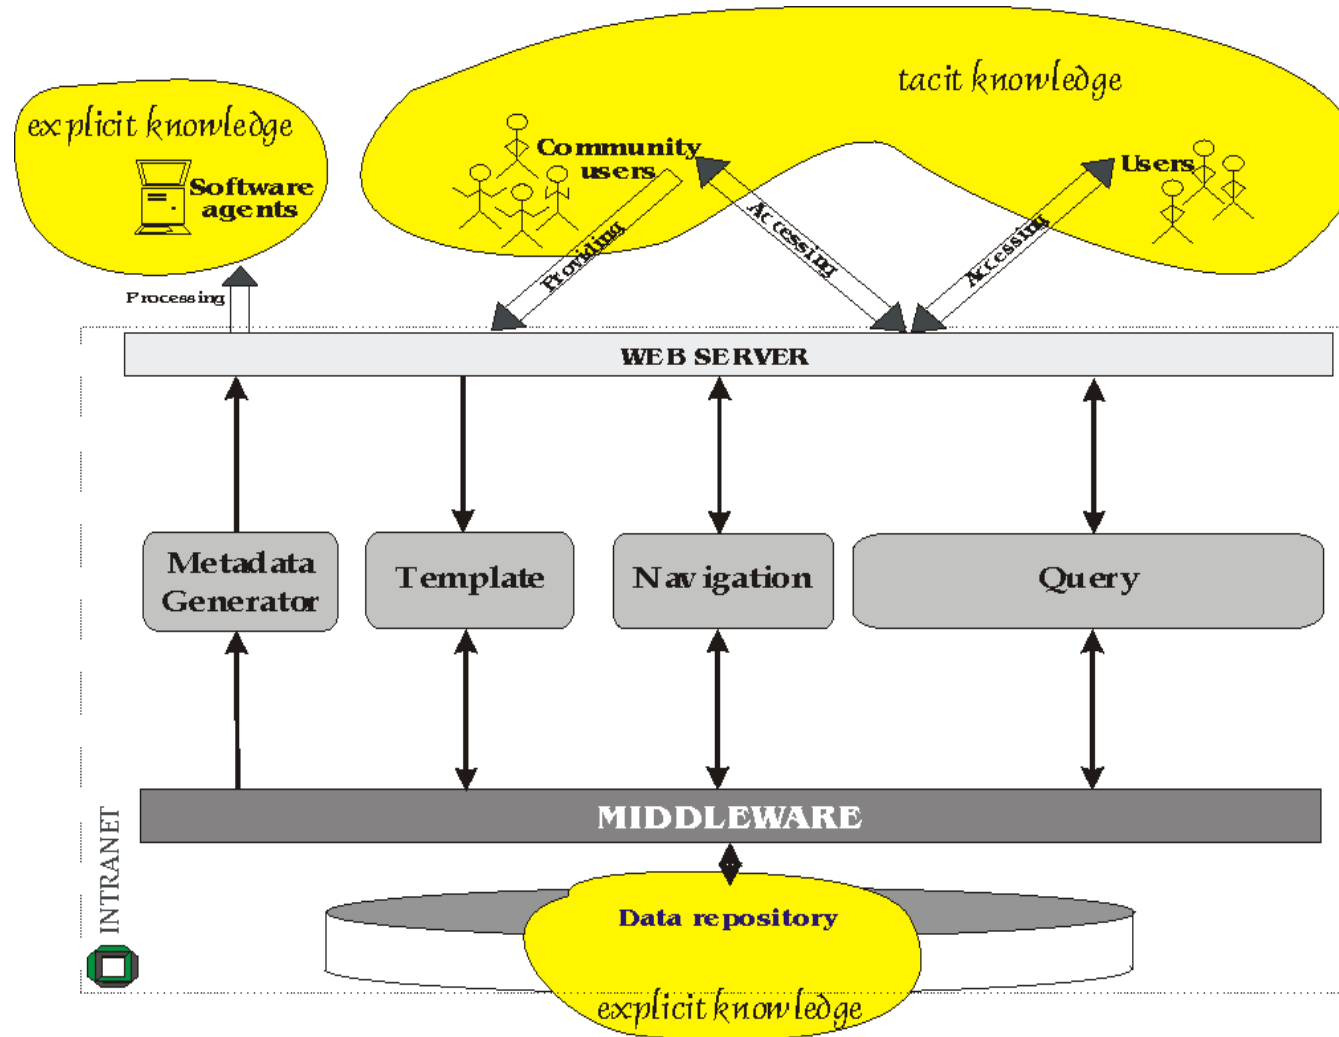 tacit knowledge
explicit knowledge
Community
users
Users
Software
agents
Providing
Accessing
Accessing
Processing
WEB SERVER
Metadata
Generator
Template
Navigation
Query
MIDDLEWARE
INTRANET
Data repository
explicit knowledge